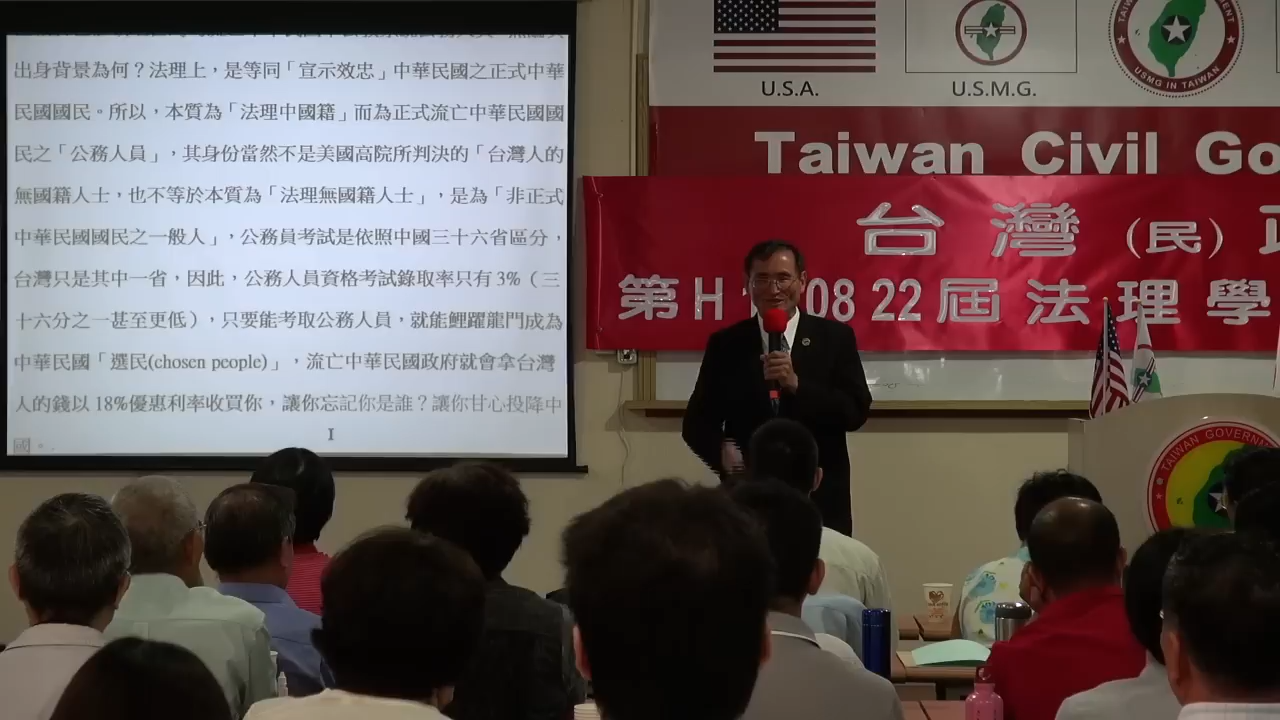 出身背景為何？法理上，是等同「宣示效忠」中華民國之正式中華
民國國民。所以，本質為「法理中國籍」而為正式流亡中華民國國
民之「公務人員」，其身份當然不是美國高院所判決的「台灣人的
無國籍人士，也不等於本質為「法理無國籍人士」，是為「非正式
中華民國國民之一般人」，公務員考試是依照中國三十六省區分，
台灣只是其中一省，因此，公務人員資格考試錄取率只有 3%（三
十六分之一甚至更低），只要能考取公務人員，就能鯉躍龍門成為
中華民國「選民(chosen people)」，流亡中華民國政府就會拿台灣
人的錢以 18%優惠利率收買你，讓你忘記你是誰？讓你甘心投降中
國。
U.S.A.
U.S.M.G.
USMG IN TAIWAN
Taiwan Civil Go
台灣（民）
第H 08 22屆法理學
TAIWAN GOVERNM